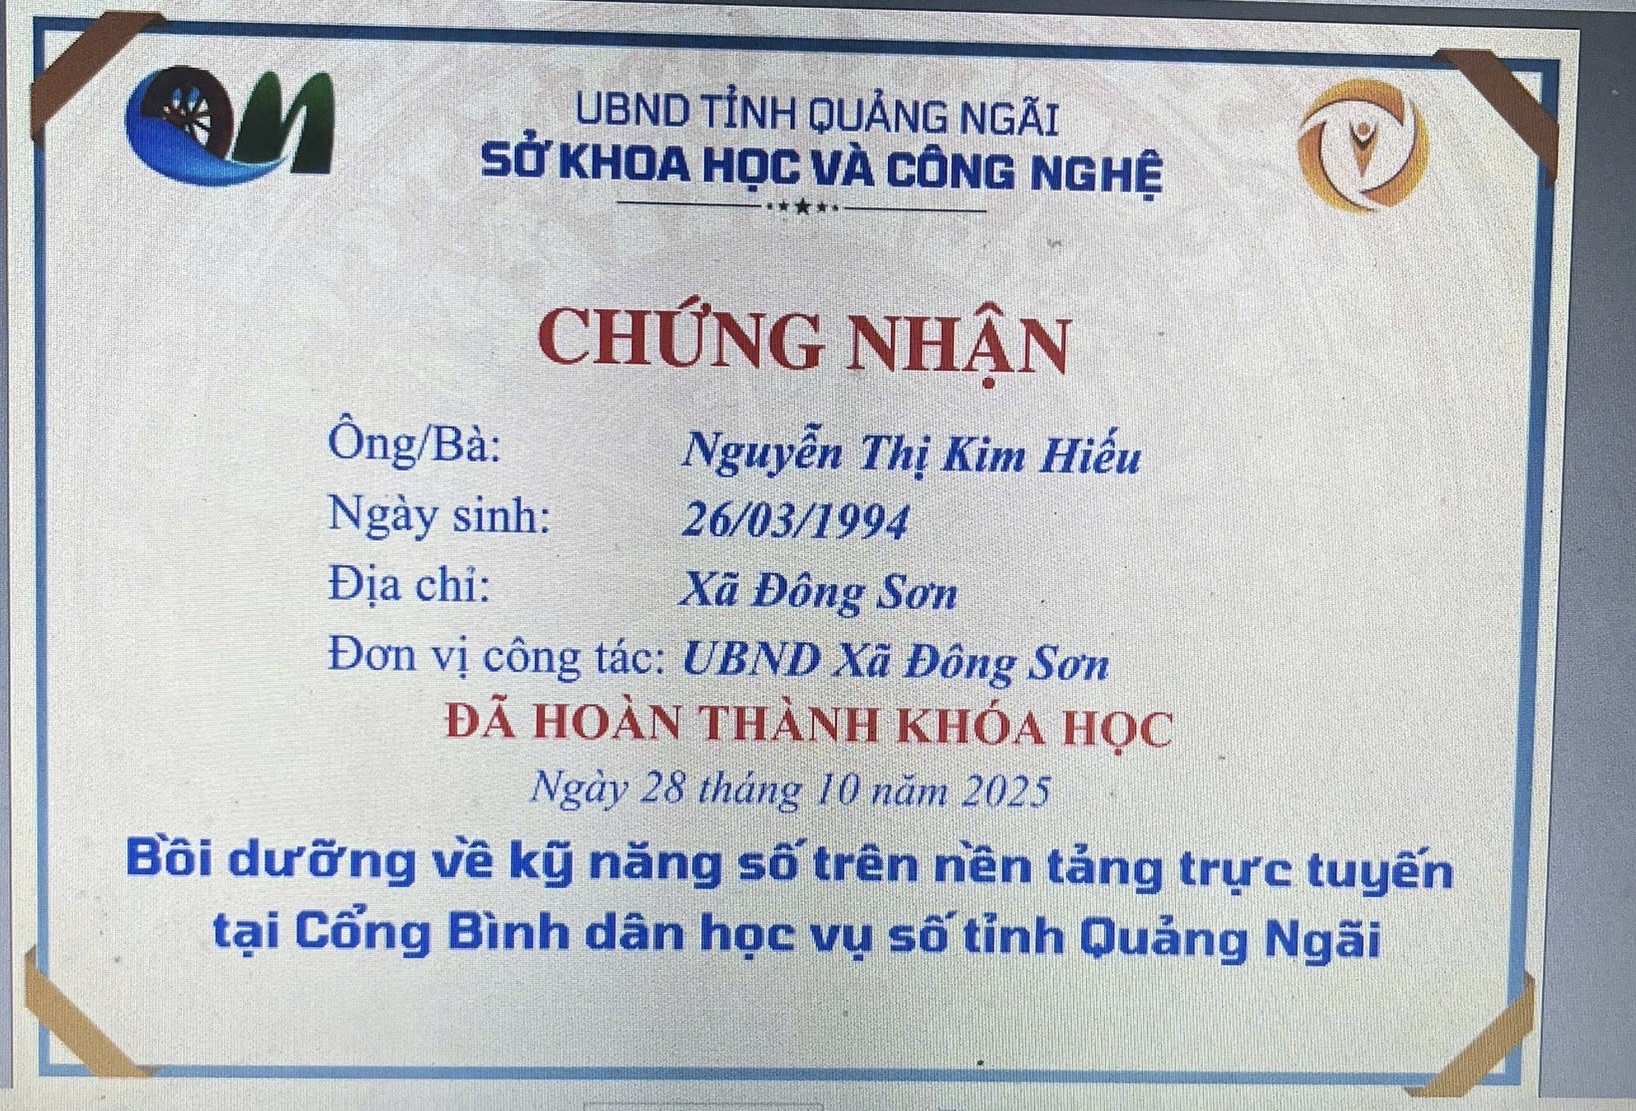 QM
UBND TỈNH QUẢNG NGÃI
SỞ KHOA HỌC VÀ CÔNG NGHỆ
CHỨNG NHẬN
Ông/Bà: Nguyễn Thị Kim Hiếu
Ngày sinh: 26/03/1994
Địa chỉ: Xã Đông Sơn
Đơn vị công tác: UBND Xã Đông Sơn
ĐÃ HOÀN THÀNH KHÓA HỌC
Ngày 28 tháng 10 năm 2025
Bồi dưỡng về kỹ năng số trên nền tảng trực tuyến
tại Cổng Bình dân học vụ số tỉnh Quảng Ngãi